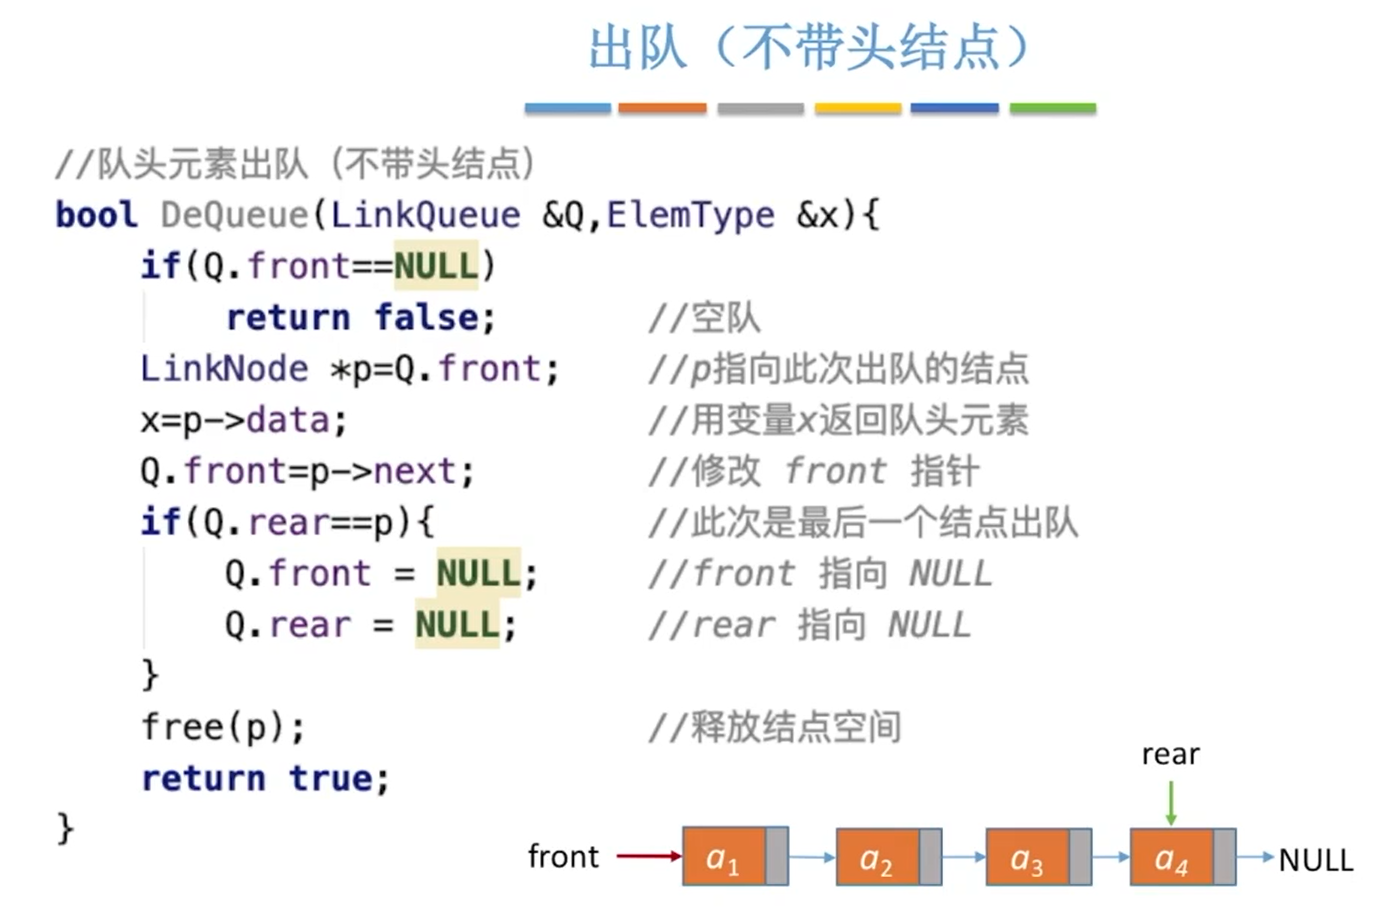 出队（不带头结点）
//队头元素出队（不带头结点）
bool DeQueue(LinkQueue &Q,ElemType &x){
if(Q.front==NULL)
return false; //空队
LinkNode *p=Q.front; //p指向此次出队的结点
x=p->data; //用变量x返回队头元素
Q.front=p->next; //修改 front 指针
if(Q.rear==p){ //此次是最后一个结点出队
Q.front = NULL; //front 指向 NULL
Q.rear = NULL; //rear 指向 NULL
}
free(p); //释放结点空间
return true;
}
rear
front a1 a2 a3 a4 NULL